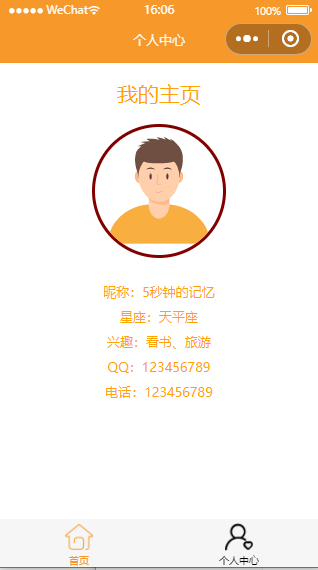 WeChat 16:06 100%
个人中心
我的主页
昵称：5秒钟的记忆
星座：天平座
兴趣：看书、旅游
QQ：123456789
电话：123456789
首页 个人中心